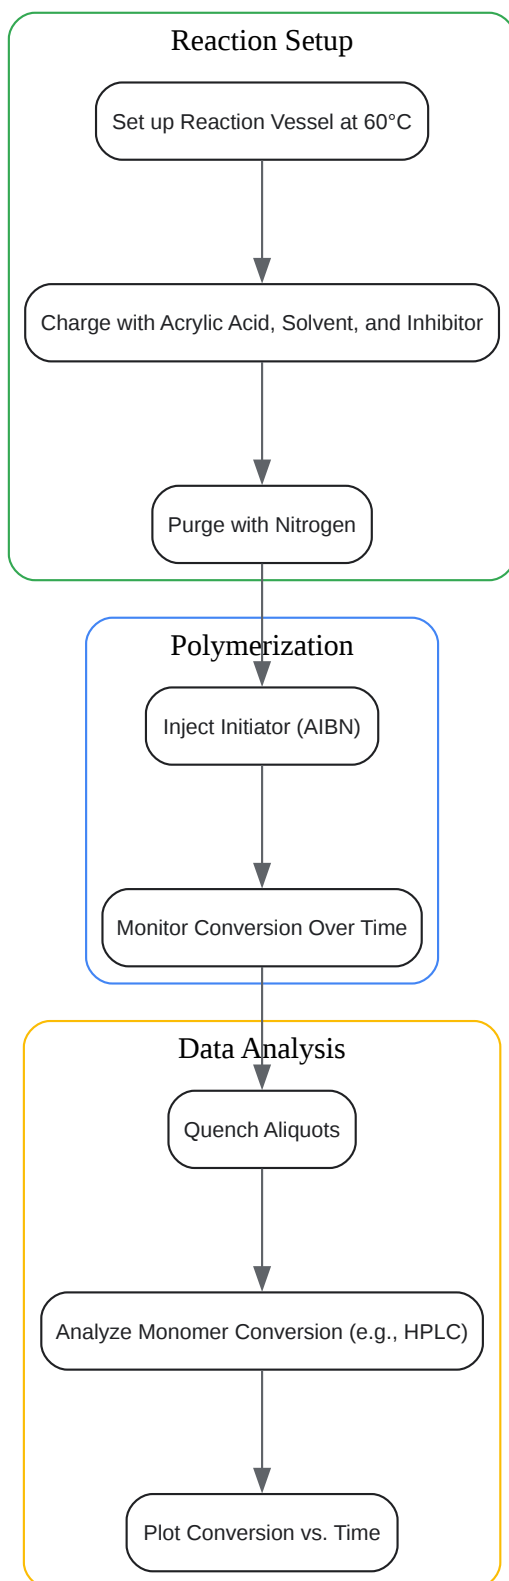 Reaction Setup
Set up Reaction Vessel at 60°C
Charge with Acrylic Acid, Solvent, and Inhibitor
Purge with Nitrogen
Polymerization
Inject Initiator (AIBN)
Monitor Conversion Over Time
Data Analysis
Quench Aliquots
Analyze Monomer Conversion (e.g., HPLC)
Plot Conversion vs. Time